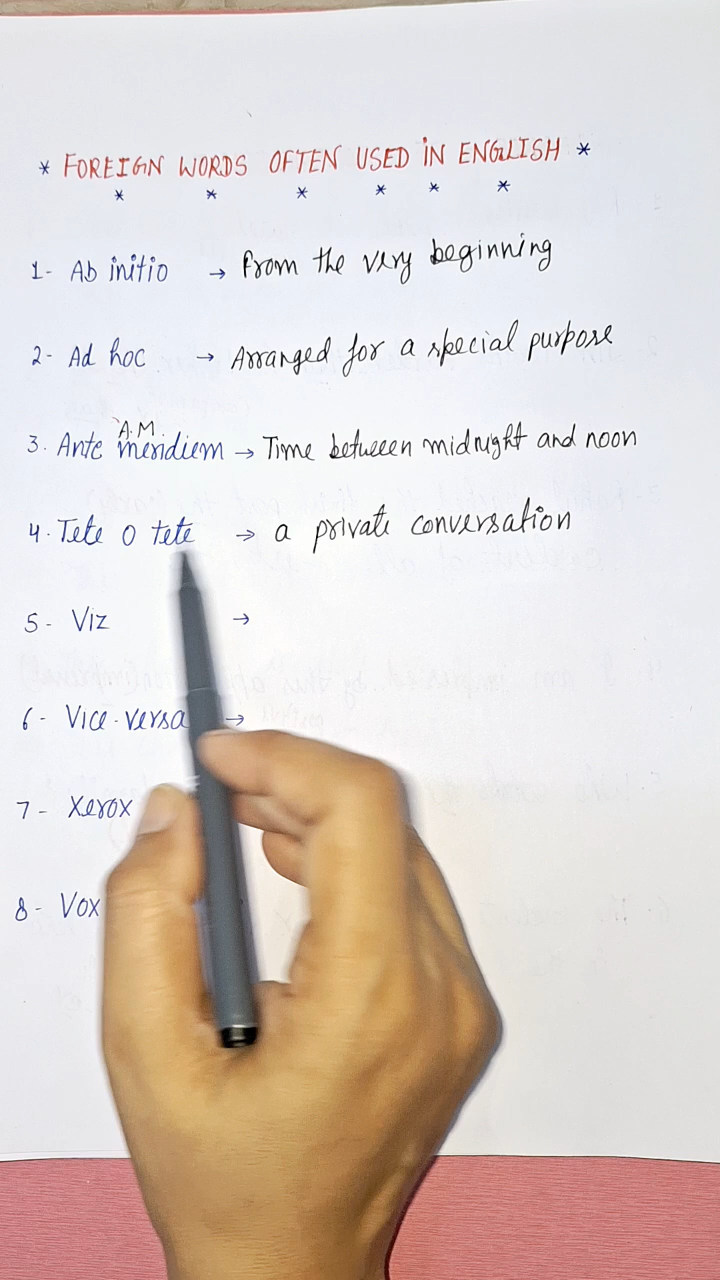 * FOREIGN WORDS OFTEN USED IN ENGLISH *
* * * * * *
1- Ab initio → from the very beginning
2- Ad hoc → Arranged for a special purpose
A.M.
3. Ante meridiem → Time between midnight and noon
4. Tete O tete → a private conversation
5- Viz →
6- Vice-versa →
7- Xerox
8- Vox